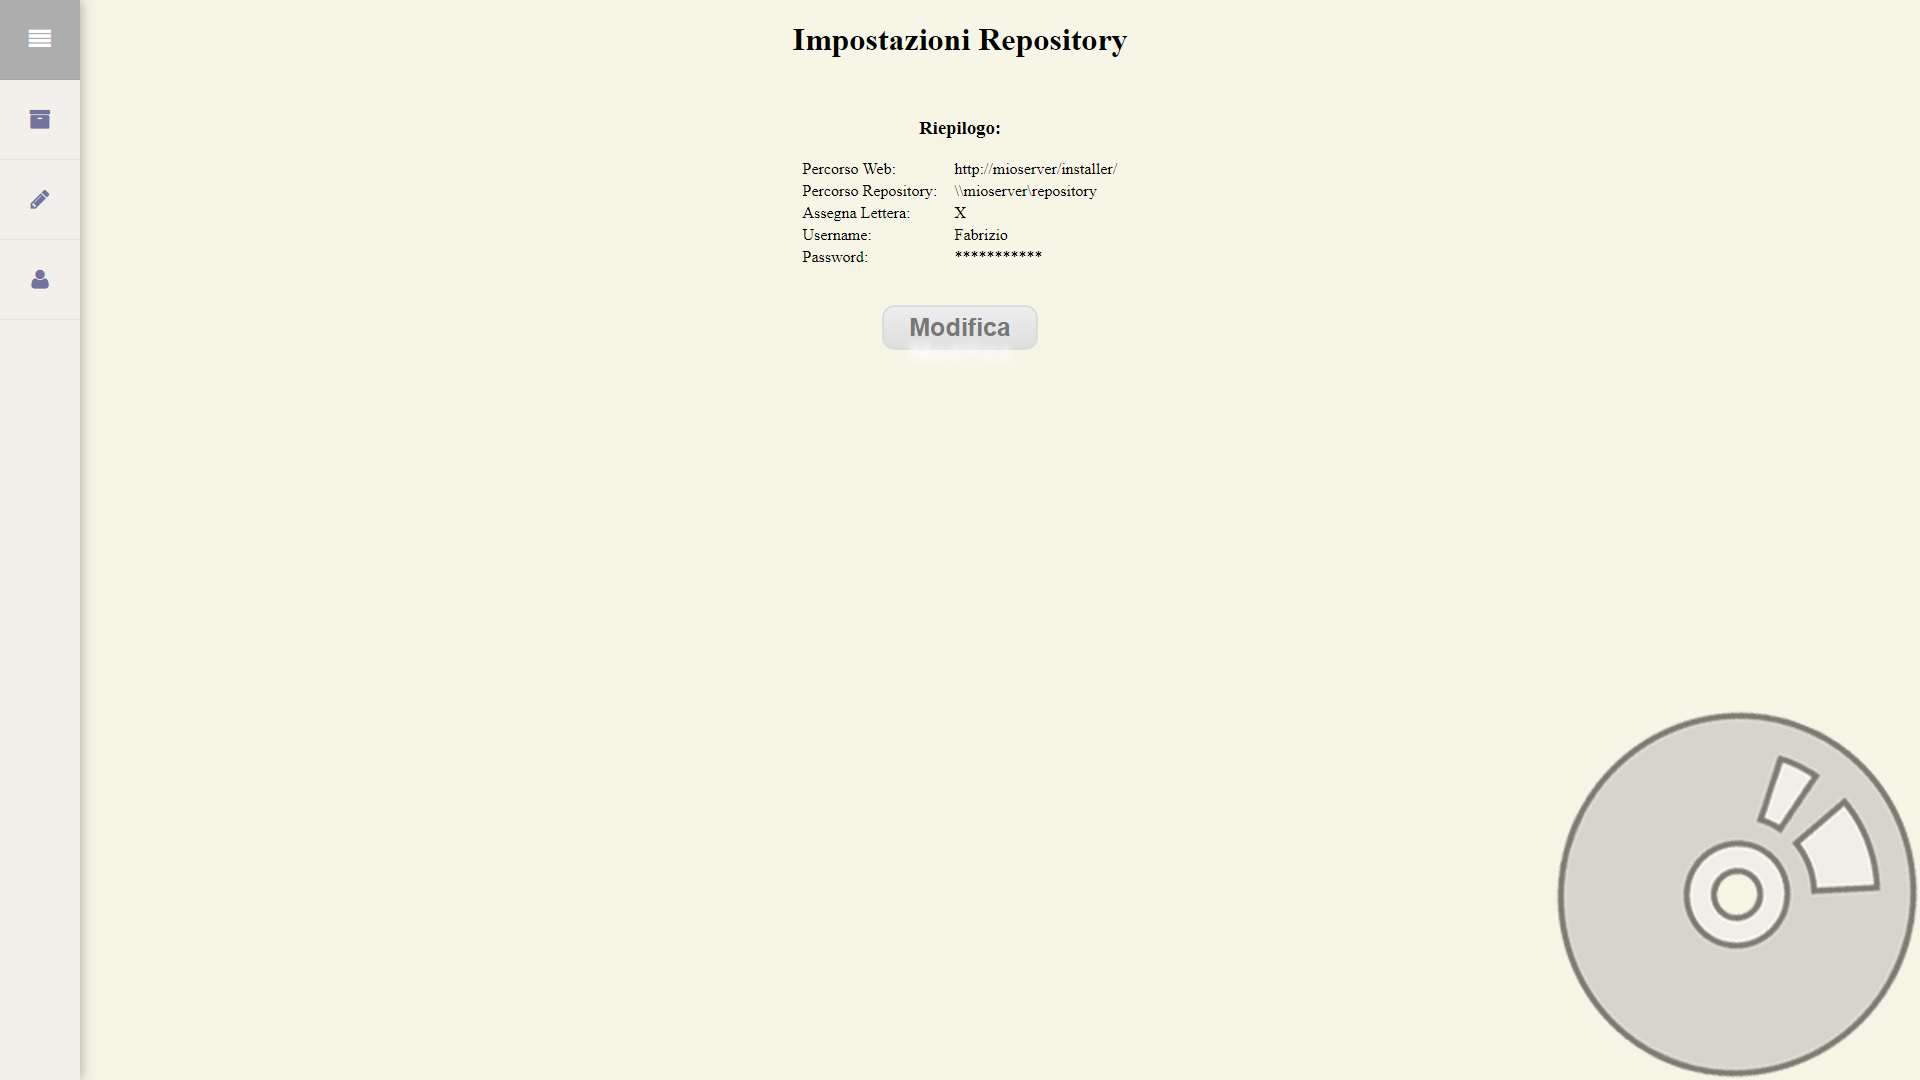 Impostazioni Repository
Riepilogo:
Percorso Web: http://mioserver/installer/
Percorso Repository: \\mioserver\repository
Assegna Lettera: X
Username: Fabrizio
Password: ***********
Modifica